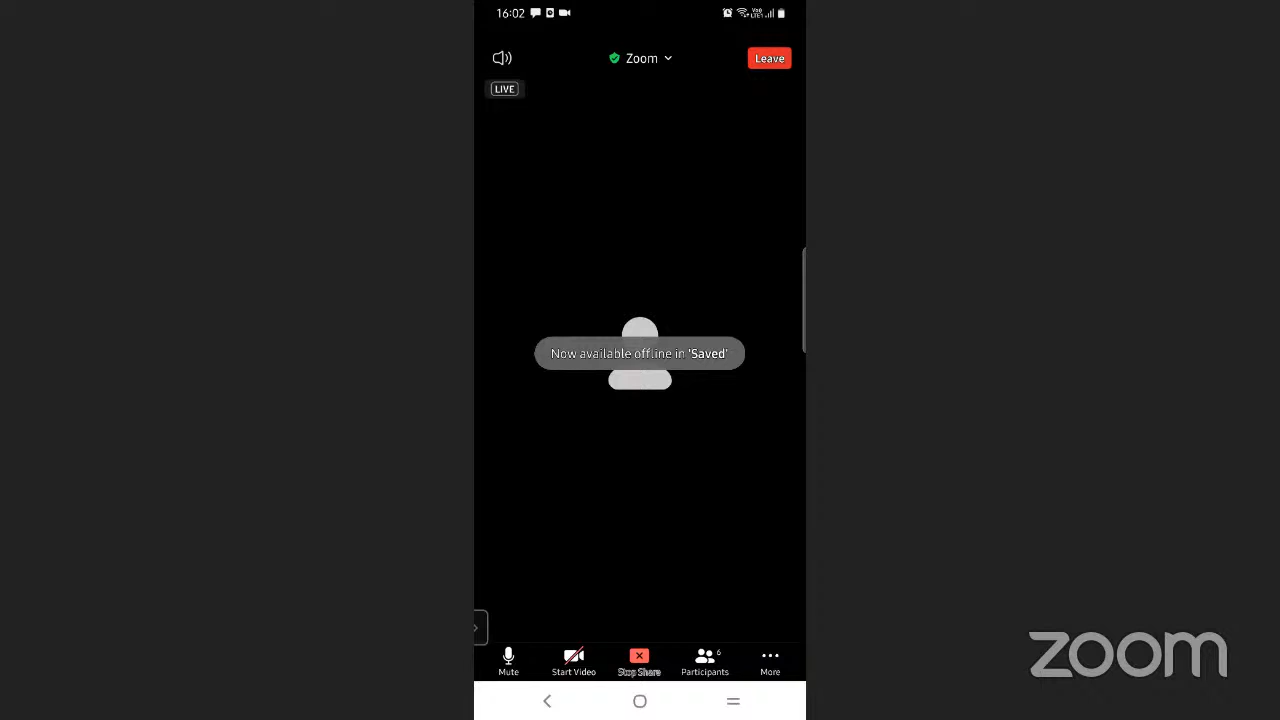 16:02
Zoom
Leave
LIVE
Now available offline in 'Saved'
Mute
Start Video
Stop Share
Participants
6
More
zoom